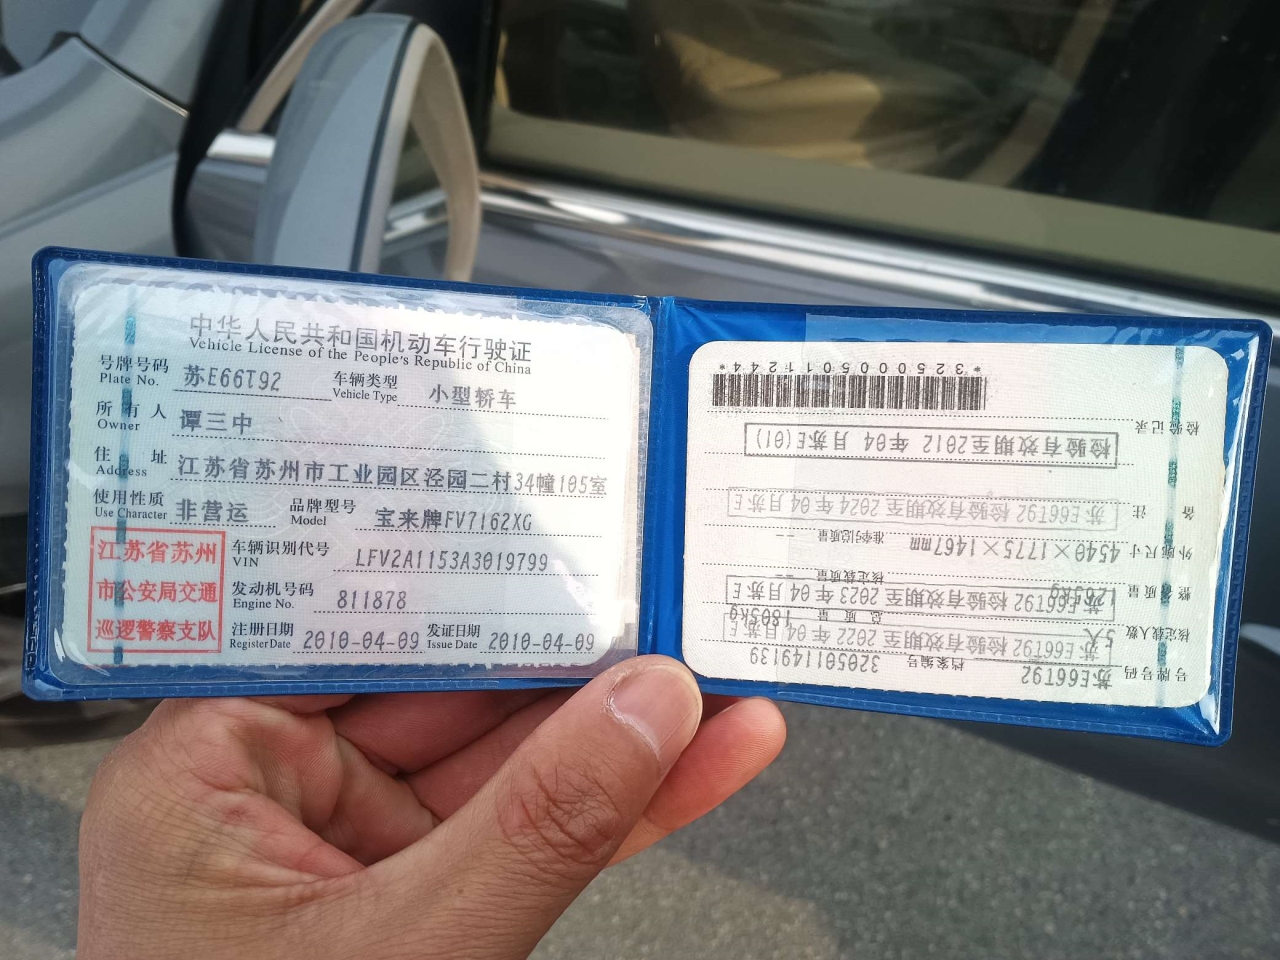 中华人民共和国机动车行驶证
Vehicle License of the People's Republic of China
号牌号码 苏E66T92 车辆类型 小型轿车
Plate No. Vehicle Type
所有人 谭三中
Owner
住址 江苏省苏州市工业园区泾园二村34幢105室
Address
使用性质 非营运 品牌型号 宝来牌FV7162XG
Use Character Model
车辆识别代号 LFV2A1153A3019799
VIN
发动机号码 811878
Engine No.
注册日期 2010-04-09 发证日期 2010-04-09
Register Date Issue Date
江苏省苏州
市公安局交通
巡逻警察支队
号牌号码 苏E66T92 档案编号 320501149139
核定载人数 5人 总质量 1805kg
苏E66T92 检验有效期至2022年04月苏E
整备质量 核定载质量 --
苏E66T92 检验有效期至2023年04月苏E
外廓尺寸 4540×1775×1467mm 准牵引总质量 --
备注
苏E66T92 检验有效期至2024年04月苏E
检验记录
检验有效期至2012年04月苏E(01)
*3250005011244*